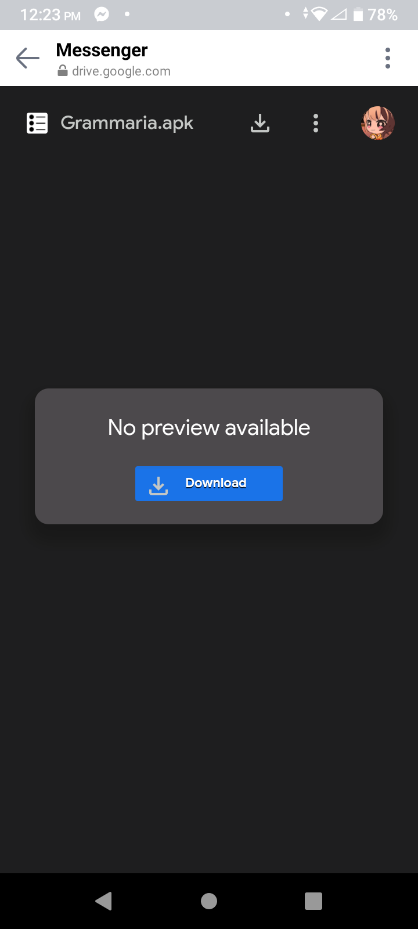 12:23 PM 78%
Messenger
drive.google.com
Grammaria.apk
No preview available
Download